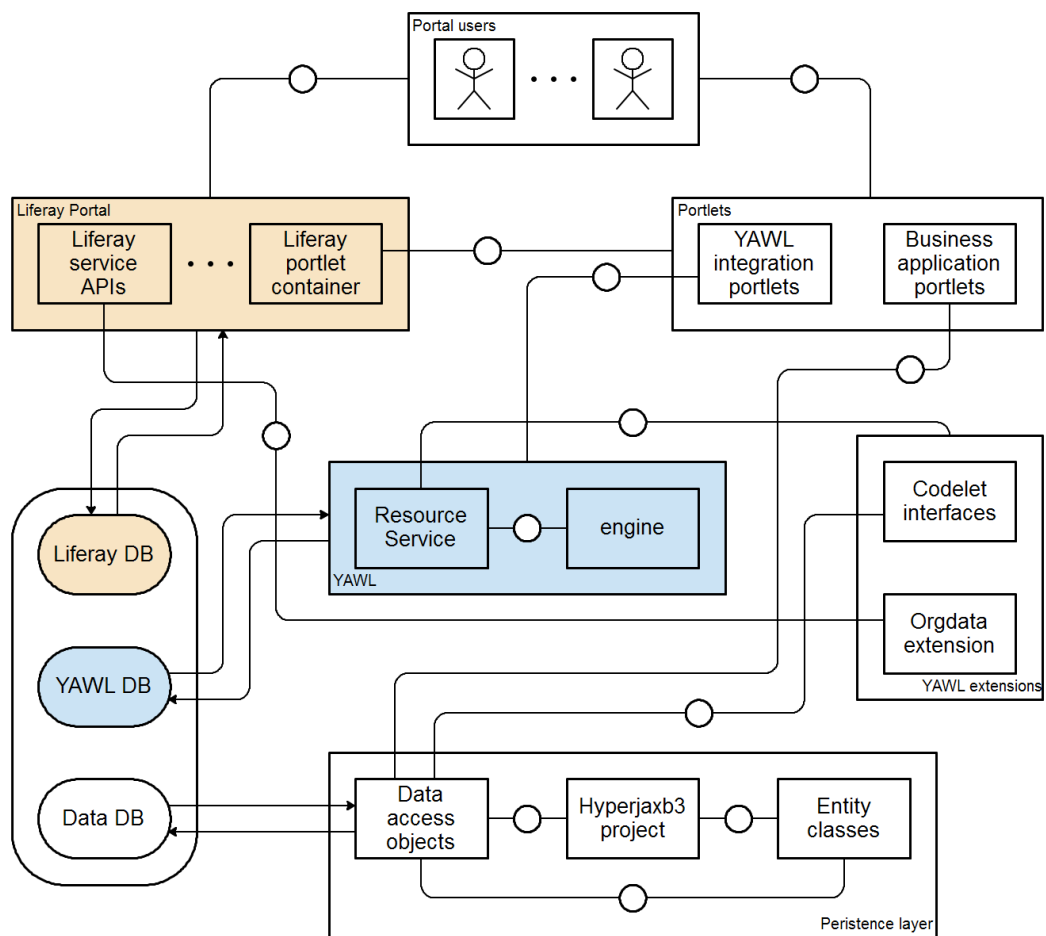 Portal users
Liferay Portal
Liferay
service
APIs
Liferay
portlet
container
Portlets
YAWL
integration
portlets
Business
application
portlets
Resource
Service
engine
YAWL
Codelet
interfaces
Orgdata
extension
YAWL extensions
Liferay DB
YAWL DB
Data DB
Data
access
objects
Hyperjaxb3
project
Entity
classes
Peristence layer